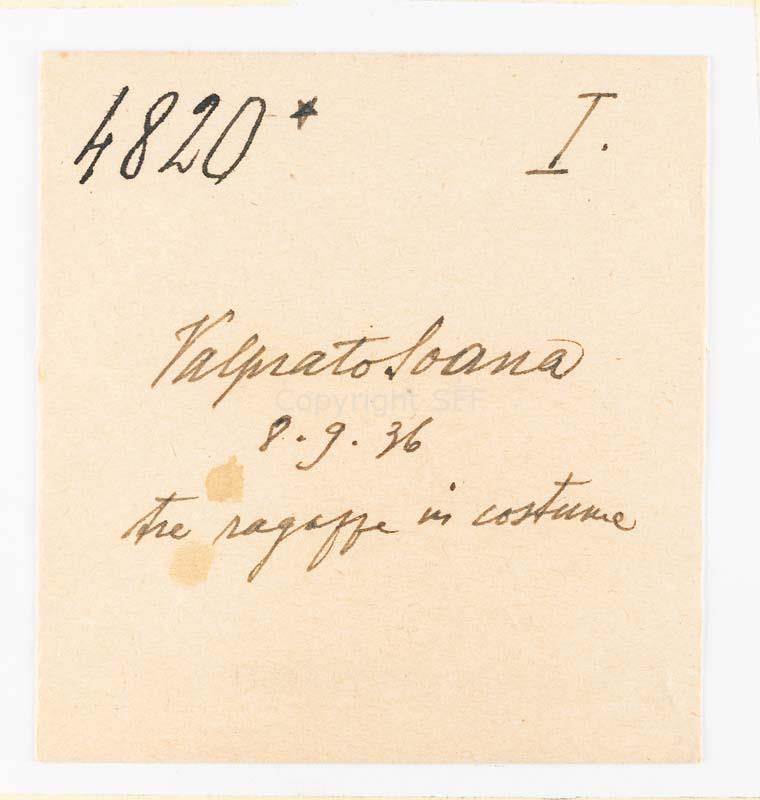 4820* I.
Valprato Soana
Copyright SFF
8.9.36
tre ragazze in costume